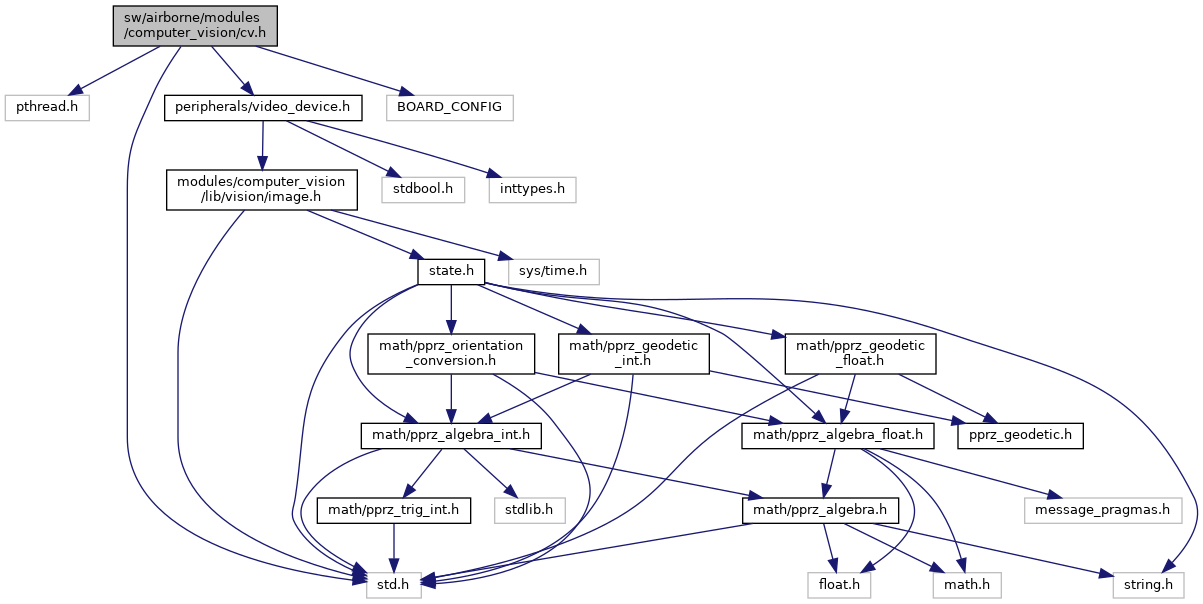 sw/airborne/modules
/computer_vision/cv.h
pthread.h
peripherals/video_device.h
BOARD_CONFIG
modules/computer_vision
/lib/vision/image.h
stdbool.h
inttypes.h
state.h
sys/time.h
math/pprz_orientation
_conversion.h
math/pprz_geodetic
_int.h
math/pprz_geodetic
_float.h
math/pprz_algebra_int.h
math/pprz_algebra_float.h
pprz_geodetic.h
math/pprz_trig_int.h
stdlib.h
math/pprz_algebra.h
message_pragmas.h
std.h
float.h
math.h
string.h